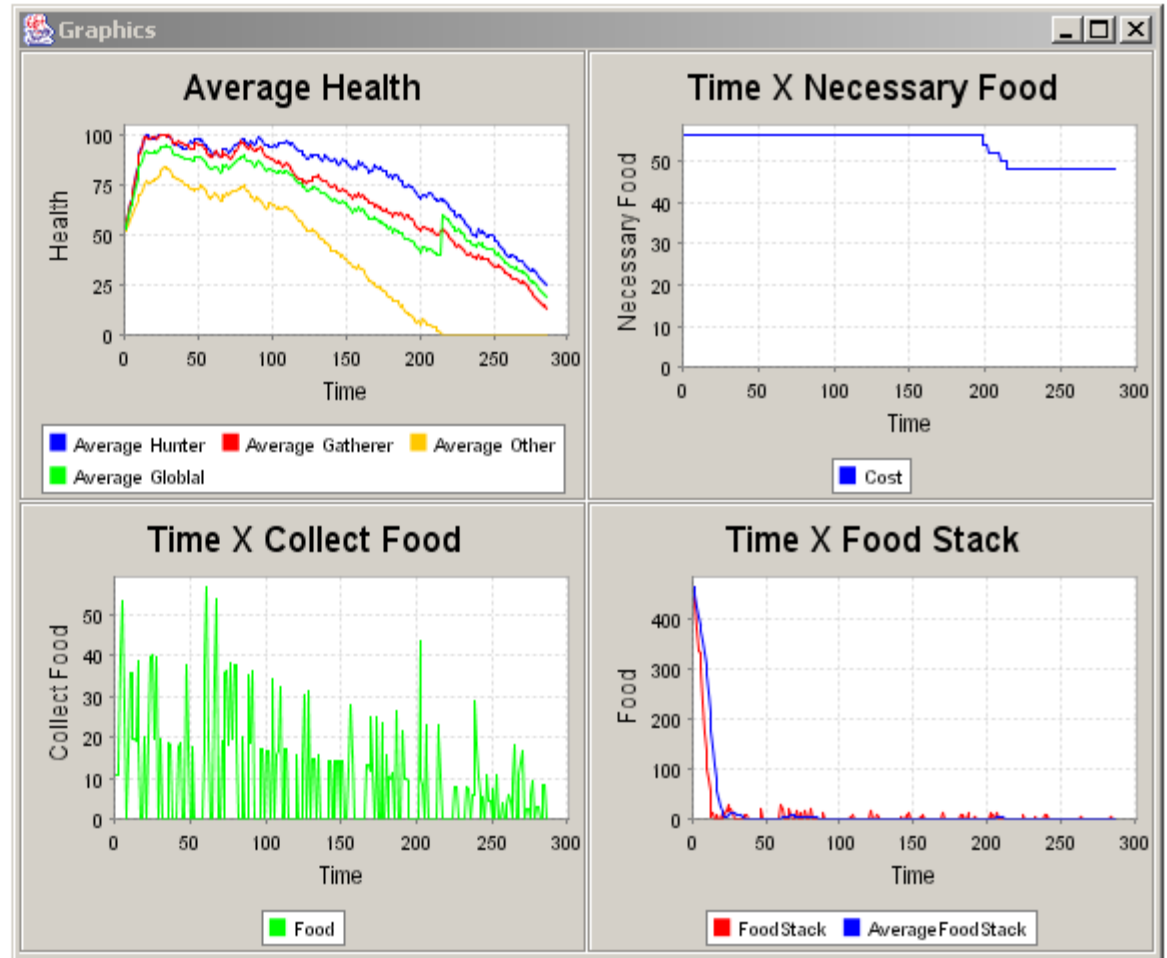 Graphics
Average Health
100
75
50
25
0
Health
0 50 100 150 200 250 300
Time
Average Hunter Average Gatherer Average Other
Average Globlal
Time X Necessary Food
50
40
30
20
10
0
Necessary Food
0 50 100 150 200 250 300
Time
Cost
Time X Collect Food
50
40
30
20
10
0
Collect Food
0 50 100 150 200 250 300
Time
Food
Time X Food Stack
400
300
200
100
0
Food
0 50 100 150 200 250 300
Time
FoodStack AverageFoodStack